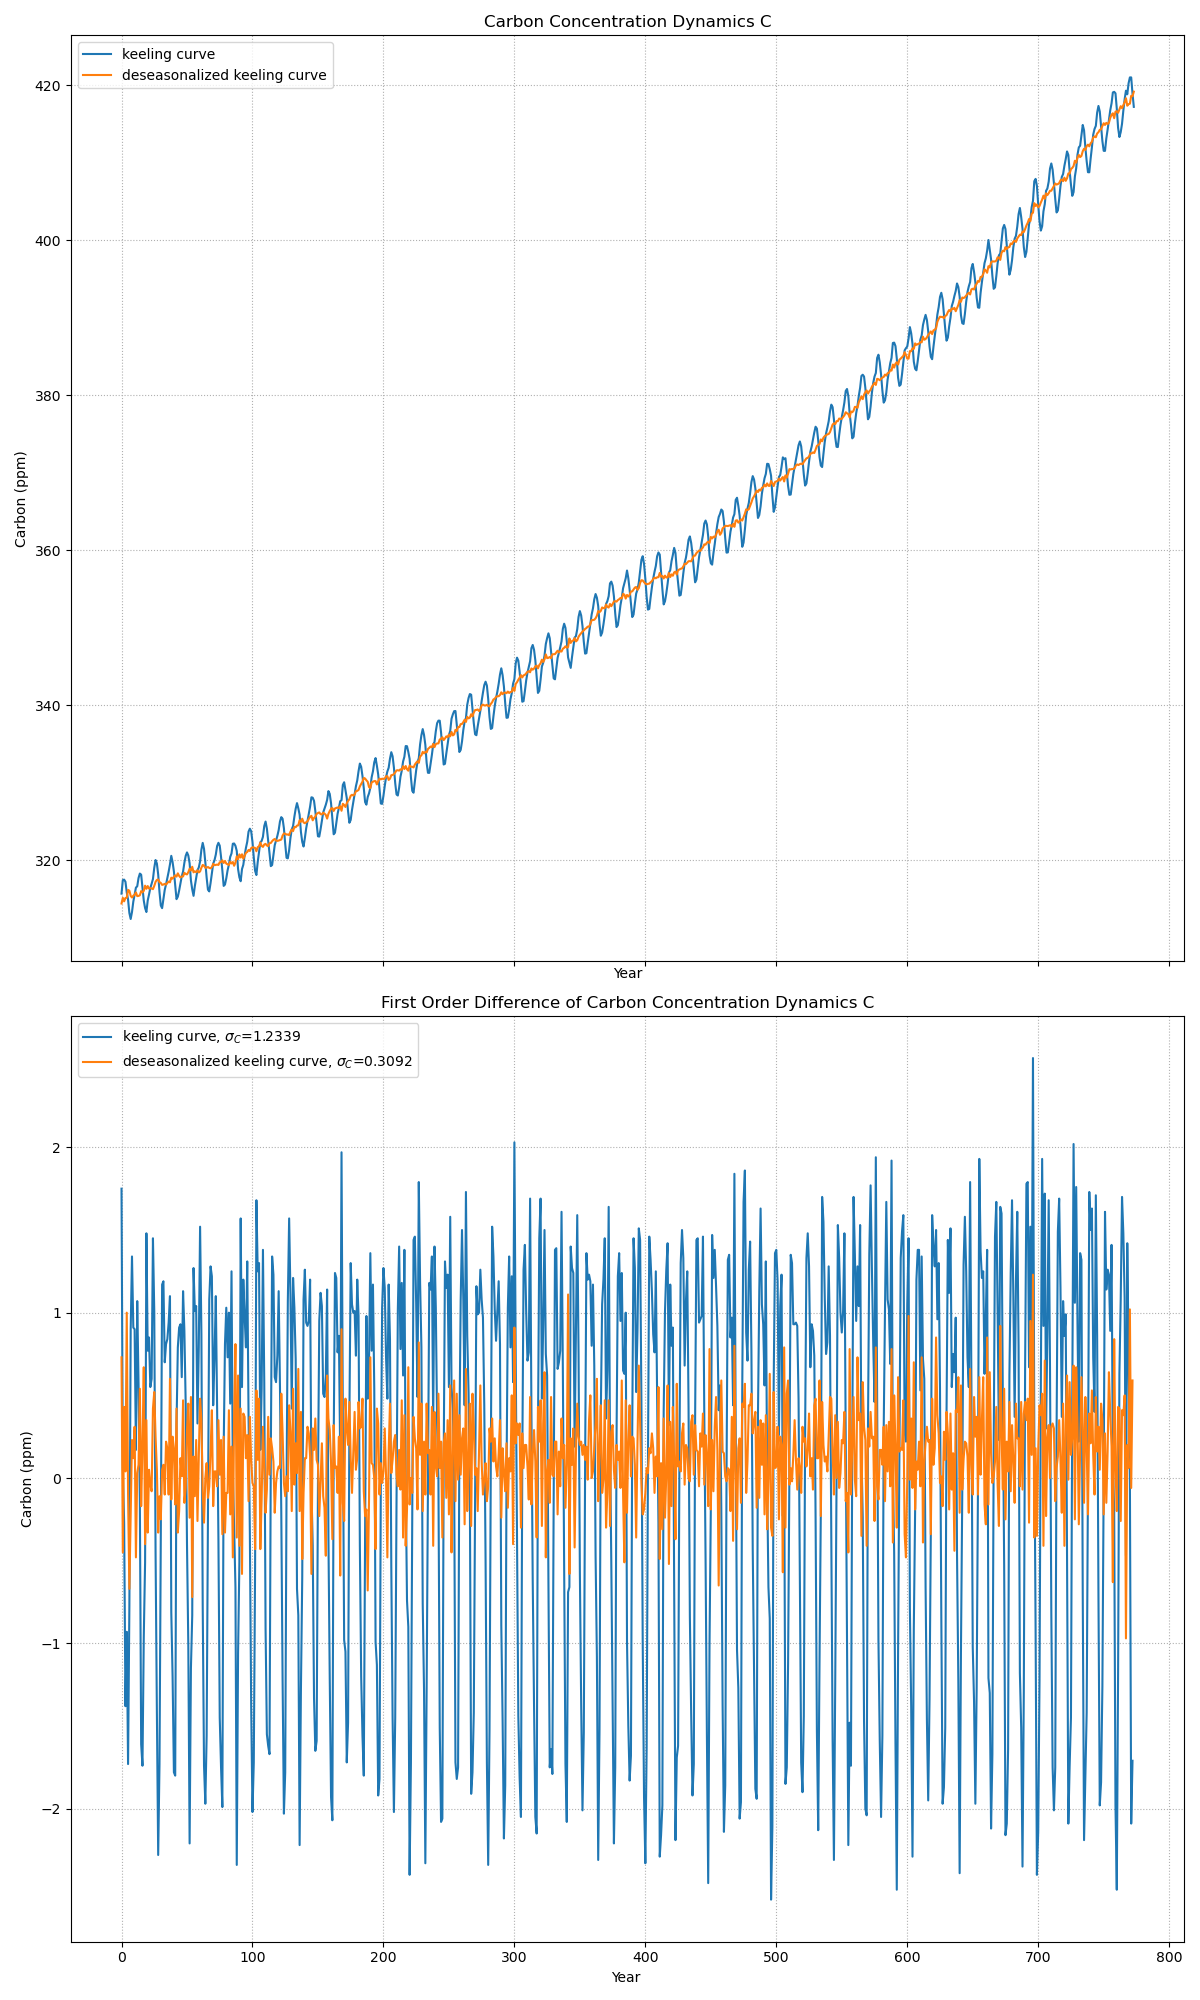 Carbon Concentration Dynamics C
keeling curve
deseasonalized keeling curve
420
400
380
360
340
320
Carbon (ppm)
Year
First Order Difference of Carbon Concentration Dynamics C
keeling curve, σ_C=1.2339
deseasonalized keeling curve, σ_C=0.3092
2
1
0
−1
−2
Carbon (ppm)
0 100 200 300 400 500 600 700 800
Year